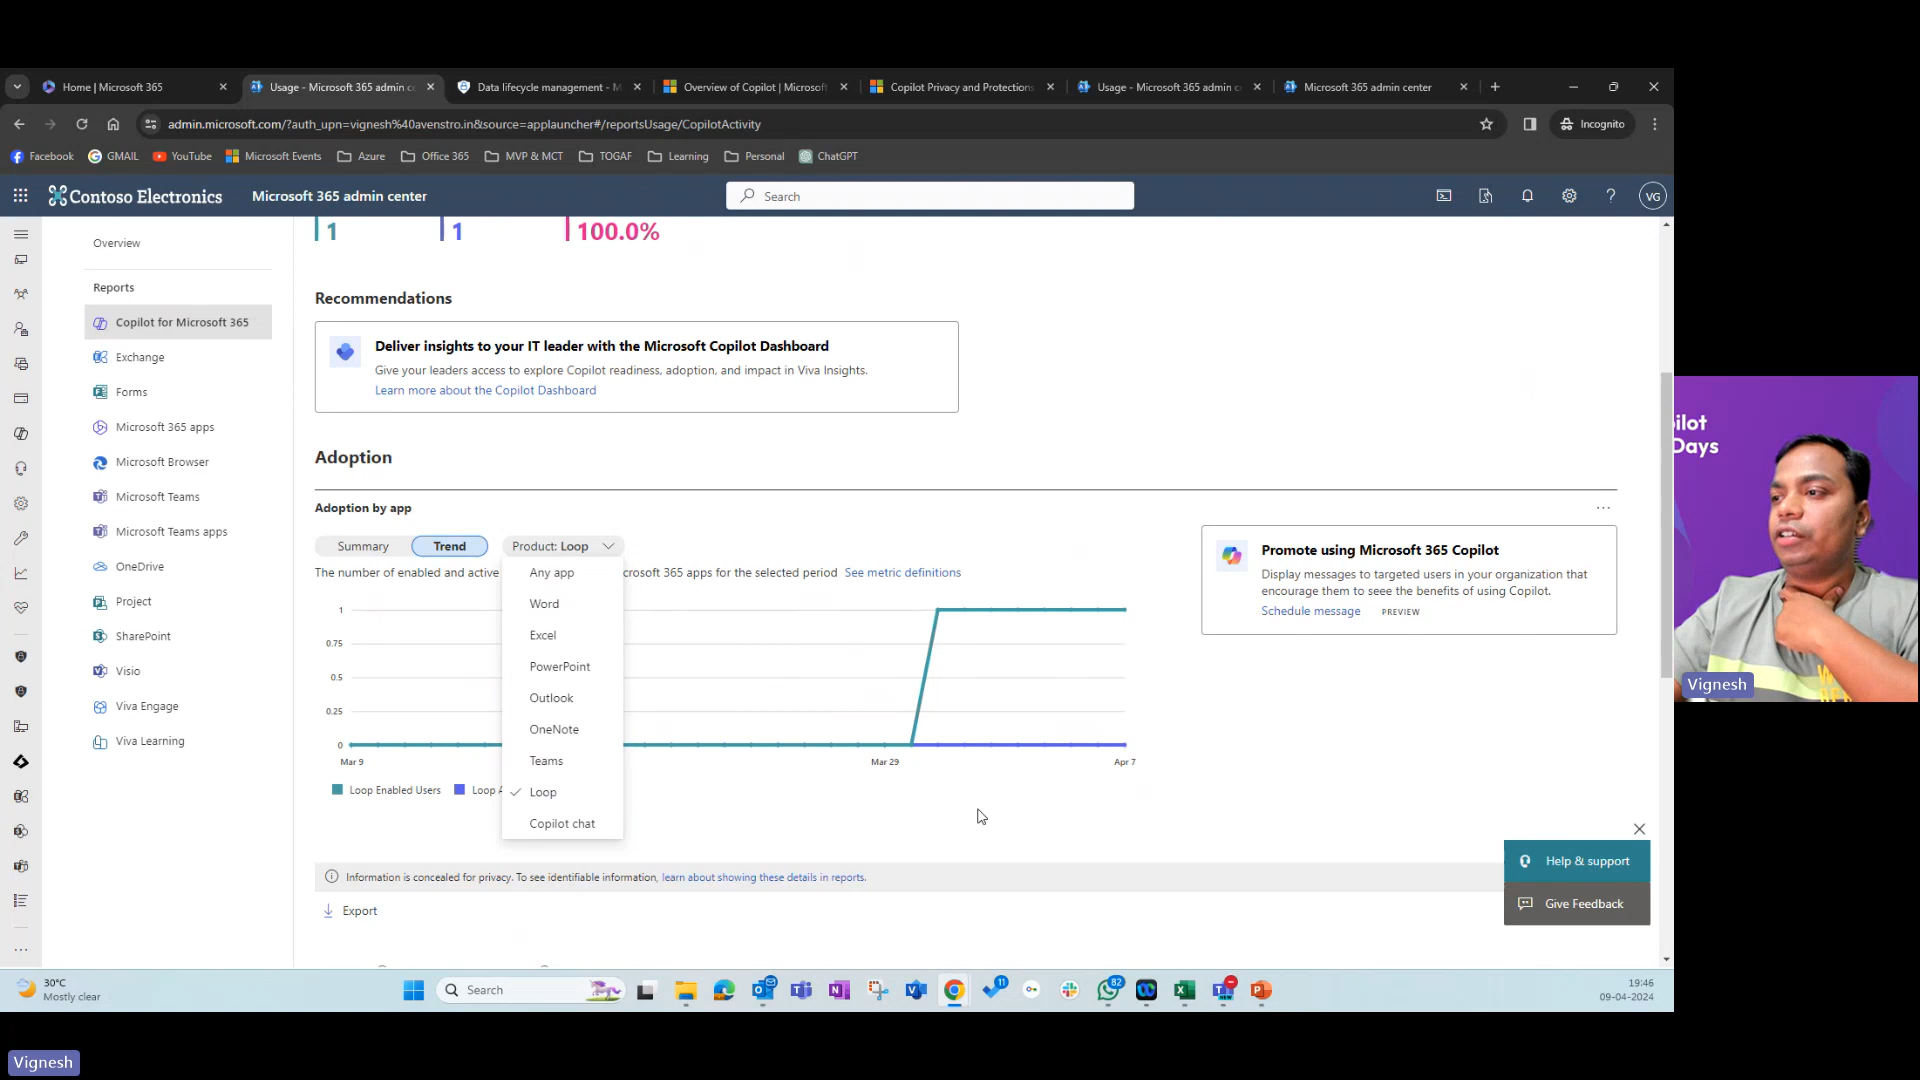 Home | Microsoft 365
Usage - Microsoft 365 admin ce
Data lifecycle management - M
Overview of Copilot | Microsoft
Copilot Privacy and Protections
Usage - Microsoft 365 admin ce
Microsoft 365 admin center
admin.microsoft.com/?auth_upn=vignesh%40avenstro.in&source=applauncher#/reportsUsage/CopilotActivity
Incognito
Facebook
GMAIL
YouTube
Microsoft Events
Azure
Office 365
MVP & MCT
TOGAF
Learning
Personal
ChatGPT
Contoso Electronics
Microsoft 365 admin center
Search
VG
Overview
Reports
Copilot for Microsoft 365
Exchange
Forms
Microsoft 365 apps
Microsoft Browser
Microsoft Teams
Microsoft Teams apps
OneDrive
Project
SharePoint
Visio
Viva Engage
Viva Learning
1
1
100.0%
Recommendations
Deliver insights to your IT leader with the Microsoft Copilot Dashboard
Give your leaders access to explore Copilot readiness, adoption, and impact in Viva Insights.
Learn more about the Copilot Dashboard
Adoption
Adoption by app
Summary
Trend
Product: Loop
The number of enabled and active
crosoft 365 apps for the selected period
See metric definitions
Any app
Word
Excel
PowerPoint
Outlook
OneNote
Teams
Loop
Copilot chat
1
0.75
0.5
0.25
0
Mar 9
Mar 29
Apr 7
Loop Enabled Users
Loop A
Promote using Microsoft 365 Copilot
Display messages to targeted users in your organization that
encourage them to seee the benefits of using Copilot.
Schedule message
PREVIEW
Information is concealed for privacy. To see identifiable information, learn about showing these details in reports.
Export
Help & support
Give Feedback
ilot
Days
Vignesh
30°C
Mostly clear
Search
11
82
19:46
09-04-2024
Vignesh